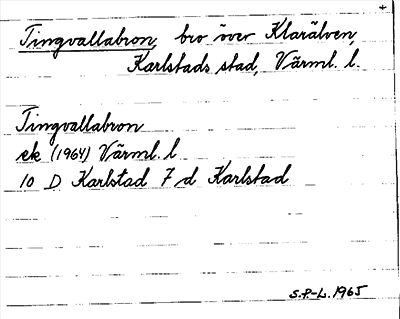 +
Tingvallabron, bro över Klarälven,
Karlstads stad, Värml. l.
Tingvallabron
ek (1964) Värml. l
10 D Karlstad 7 d Karlstad
S.P-L. 1965